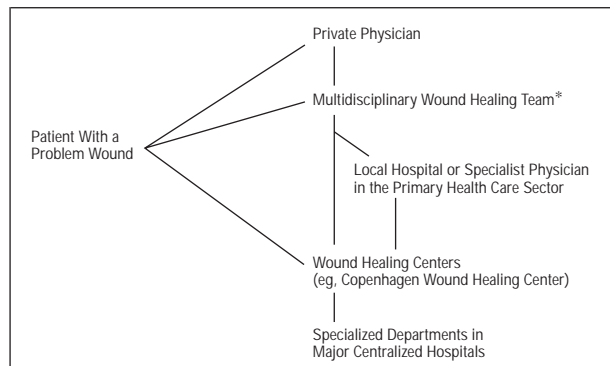 Private Physician
Multidisciplinary Wound Healing Team*
Patient With a
Problem Wound
Local Hospital or Specialist Physician
in the Primary Health Care Sector
Wound Healing Centers
(eg, Copenhagen Wound Healing Center)
Specialized Departments in
Major Centralized Hospitals